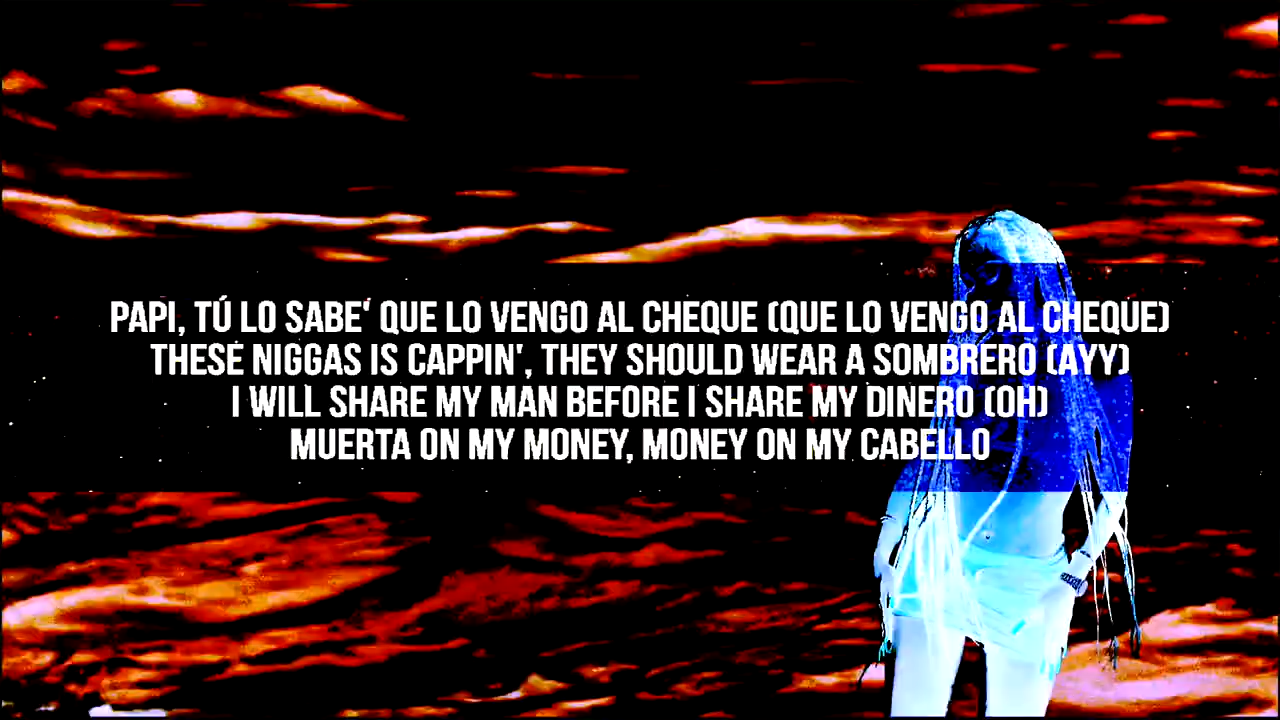 PAPI, TÚ LO SABE' QUE LO VENGO AL CHEQUE (QUE LO VENGO AL CHEQUE)
THESE NIGGAS IS CAPPIN', THEY SHOULD WEAR A SOMBRERO (AYY)
I WILL SHARE MY MAN BEFORE I SHARE MY DINERO (OH)
MUERTA ON MY MONEY, MONEY ON MY CABELLO